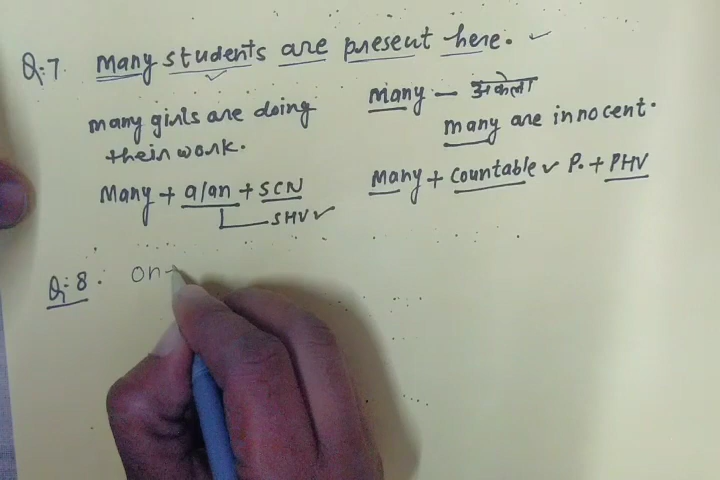 Q:7. Many students are present here.
many girls are doing
their work.
Many + a/an + SCN
SHV ✓
many — अकेला
many are innocent.
Many + Countable ✓ P. + PHV
Q:8. on